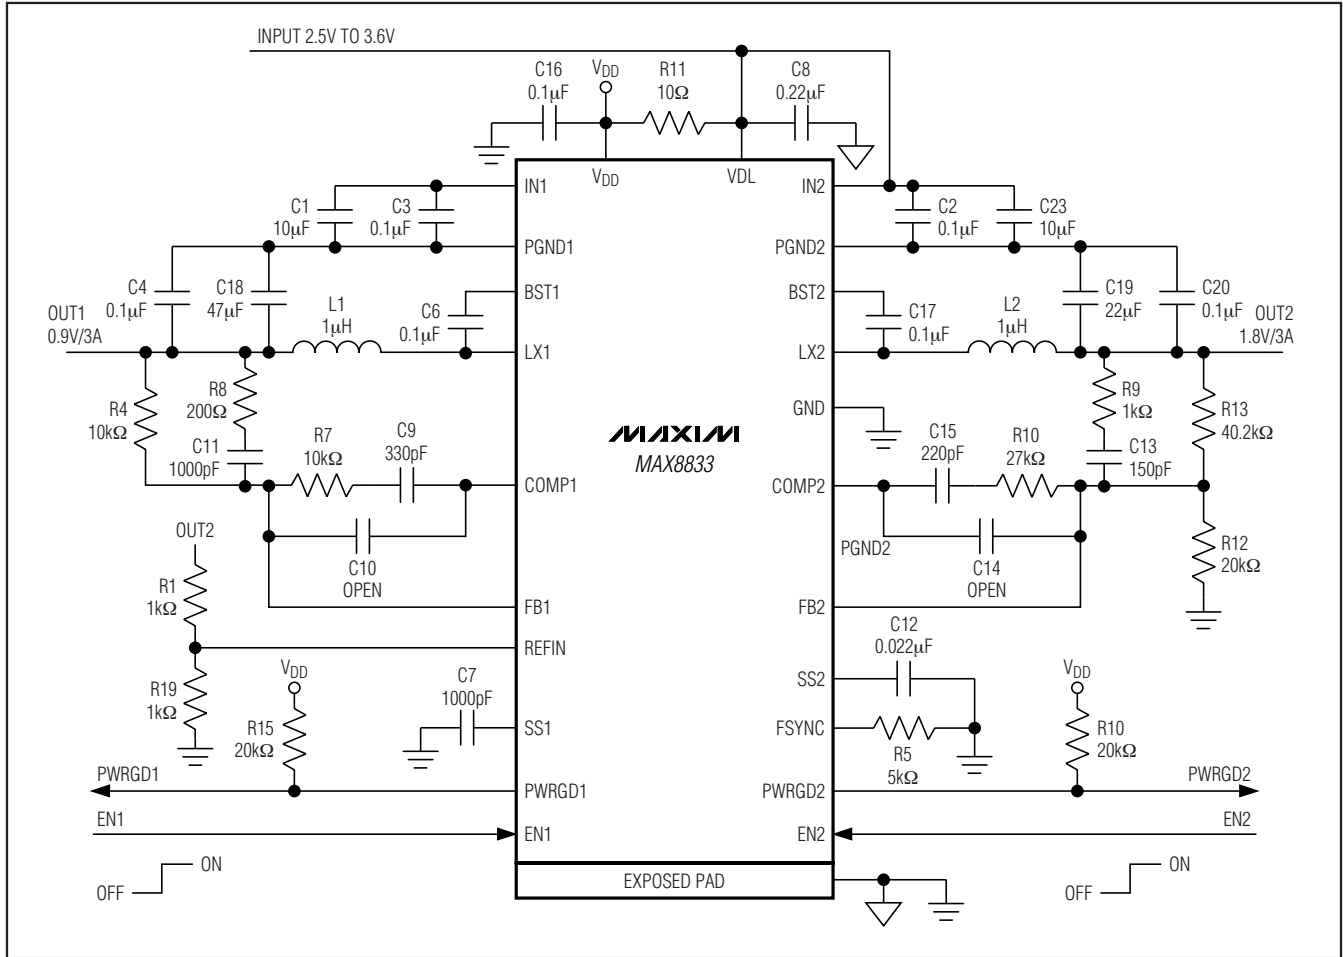 INPUT 2.5V TO 3.6V
C16
0.1µF
VDD
R11
10Ω
C8
0.22µF
VDD
VDL
IN1
IN2
C1
10µF
C3
0.1µF
C2
0.1µF
C23
10µF
PGND1
PGND2
C4
0.1µF
C18
47µF
L1
1µH
C6
0.1µF
BST1
BST2
C17
0.1µF
L2
1µH
C19
22µF
C20
0.1µF
OUT1
0.9V/3A
OUT2
1.8V/3A
LX1
LX2
R4
10kΩ
R8
200Ω
C11
1000pF
R7
10kΩ
C9
330pF
GND
MAXIM
MAX8833
R9
1kΩ
R13
40.2kΩ
C15
220pF
R10
27kΩ
C13
150pF
COMP1
COMP2
OUT2
C10
OPEN
PGND2
C14
OPEN
R12
20kΩ
R1
1kΩ
FB1
FB2
REFIN
C12
0.022µF
R19
1kΩ
VDD
R15
20kΩ
C7
1000pF
SS1
SS2
FSYNC
R5
5kΩ
VDD
R10
20kΩ
PWRGD1
PWRGD1
PWRGD2
PWRGD2
EN1
EN1
EN2
EN2
OFF
ON
EXPOSED PAD
OFF
ON